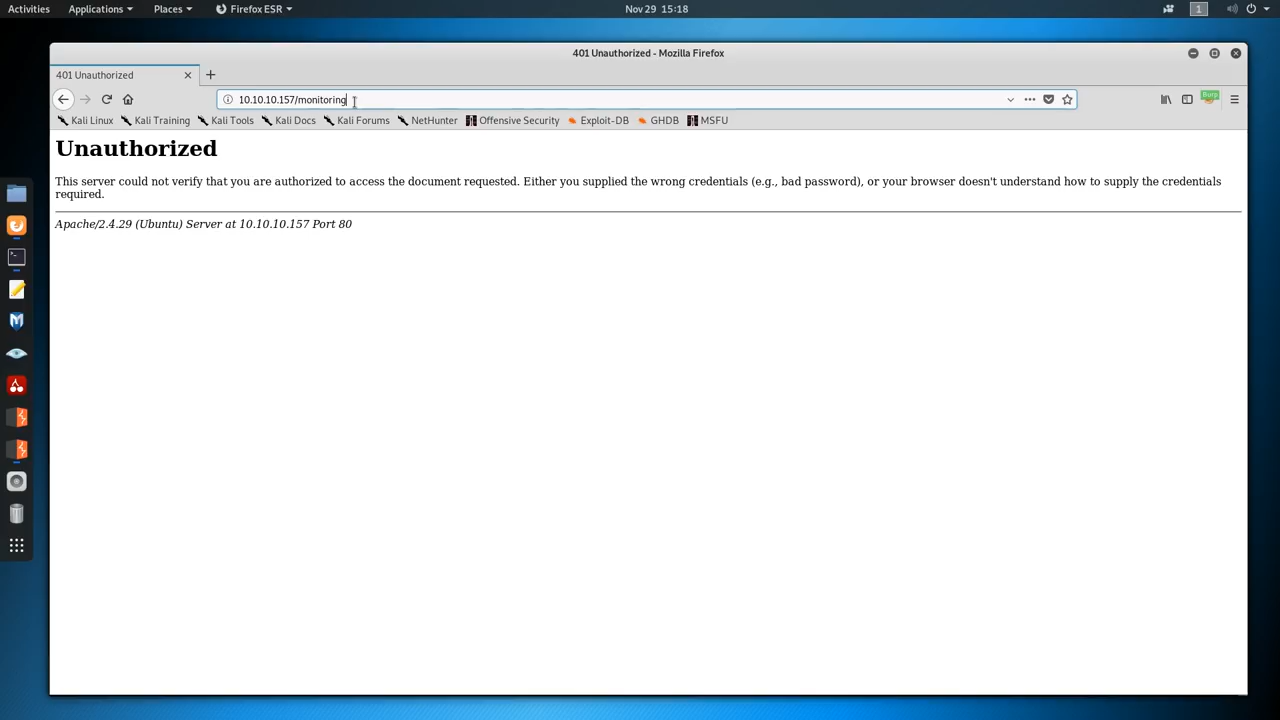 Activities Applications Places Firefox ESR Nov 29 15:18 1
401 Unauthorized - Mozilla Firefox
401 Unauthorized
10.10.10.157/monitoring Burp
Kali Linux Kali Training Kali Tools Kali Docs Kali Forums NetHunter Offensive Security Exploit-DB GHDB MSFU
Unauthorized
This server could not verify that you are authorized to access the document requested. Either you supplied the wrong credentials (e.g., bad password), or your browser doesn't understand how to supply the credentials
required.
Apache/2.4.29 (Ubuntu) Server at 10.10.10.157 Port 80